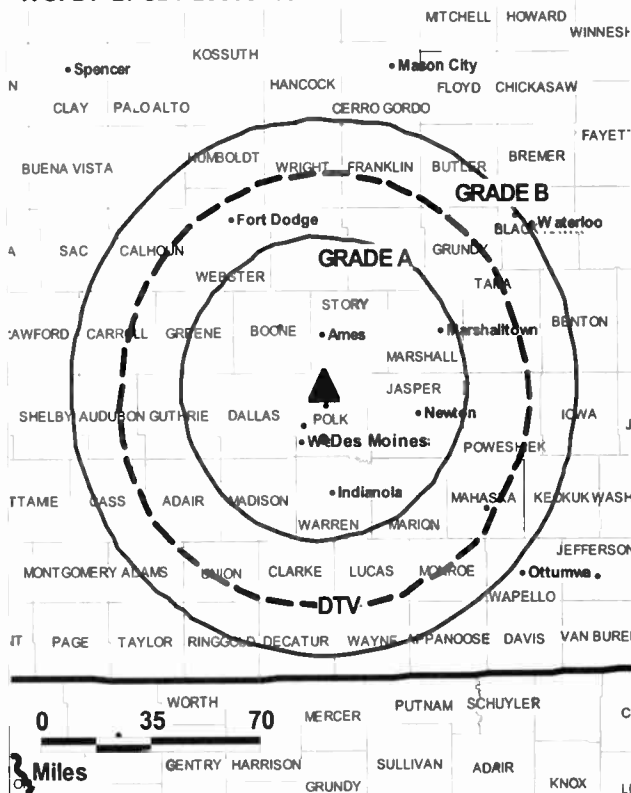 MITCHELL HOWARD
WINNESH
KOSSUTH
Spencer
Mason City
HANCOCK
FLOYD CHICKASAW
CLAY PALO ALTO
CERRO GORDO
FAYETT
HUMBOLDT
BREMER
BUENA VISTA
WRIGHT FRANKLIN BUTLER
GRADE B
Fort Dodge
Waterloo
BLACK
SAC CALHOUN
GRADE A
GRUNDY
WEBSTER
TAMA
STORY
BENTON
CAWFORD CARROLL GREENE BOONE
Ames
Marshalltown
MARSHALL
JASPER
SHELBY AUDUBON GUTHRIE DALLAS
POLK
Newton
IOWA
W Des Moines
POWESHIEK
Indianola
TTAMIE CASS ADAIR MADISON
MAHASKA KEOKUK WASH
WARREN MARION
JEFFERSON
MONTGOMERY ADAMS UNION CLARKE LUCAS MONROE
Ottumwa
WAPELLO
DTV
PAGE TAYLOR RINGGOLD DECATUR WAYNE APPANOOSE DAVIS VAN BURE
WORTH
PUTNAM SCHUYLER
MERCER
0 35 70
GENTRY HARRISON
SULLIVAN ADAIR
Miles
GRUNDY
KNOX